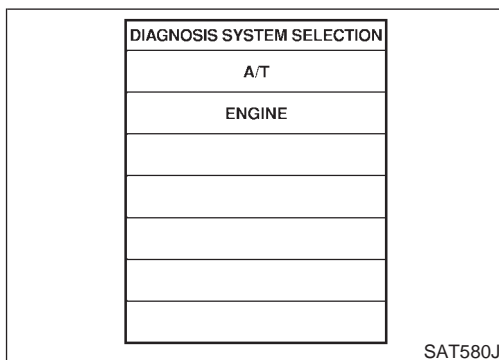 DIAGNOSIS SYSTEM SELECTION
A/T
ENGINE
SAT580J